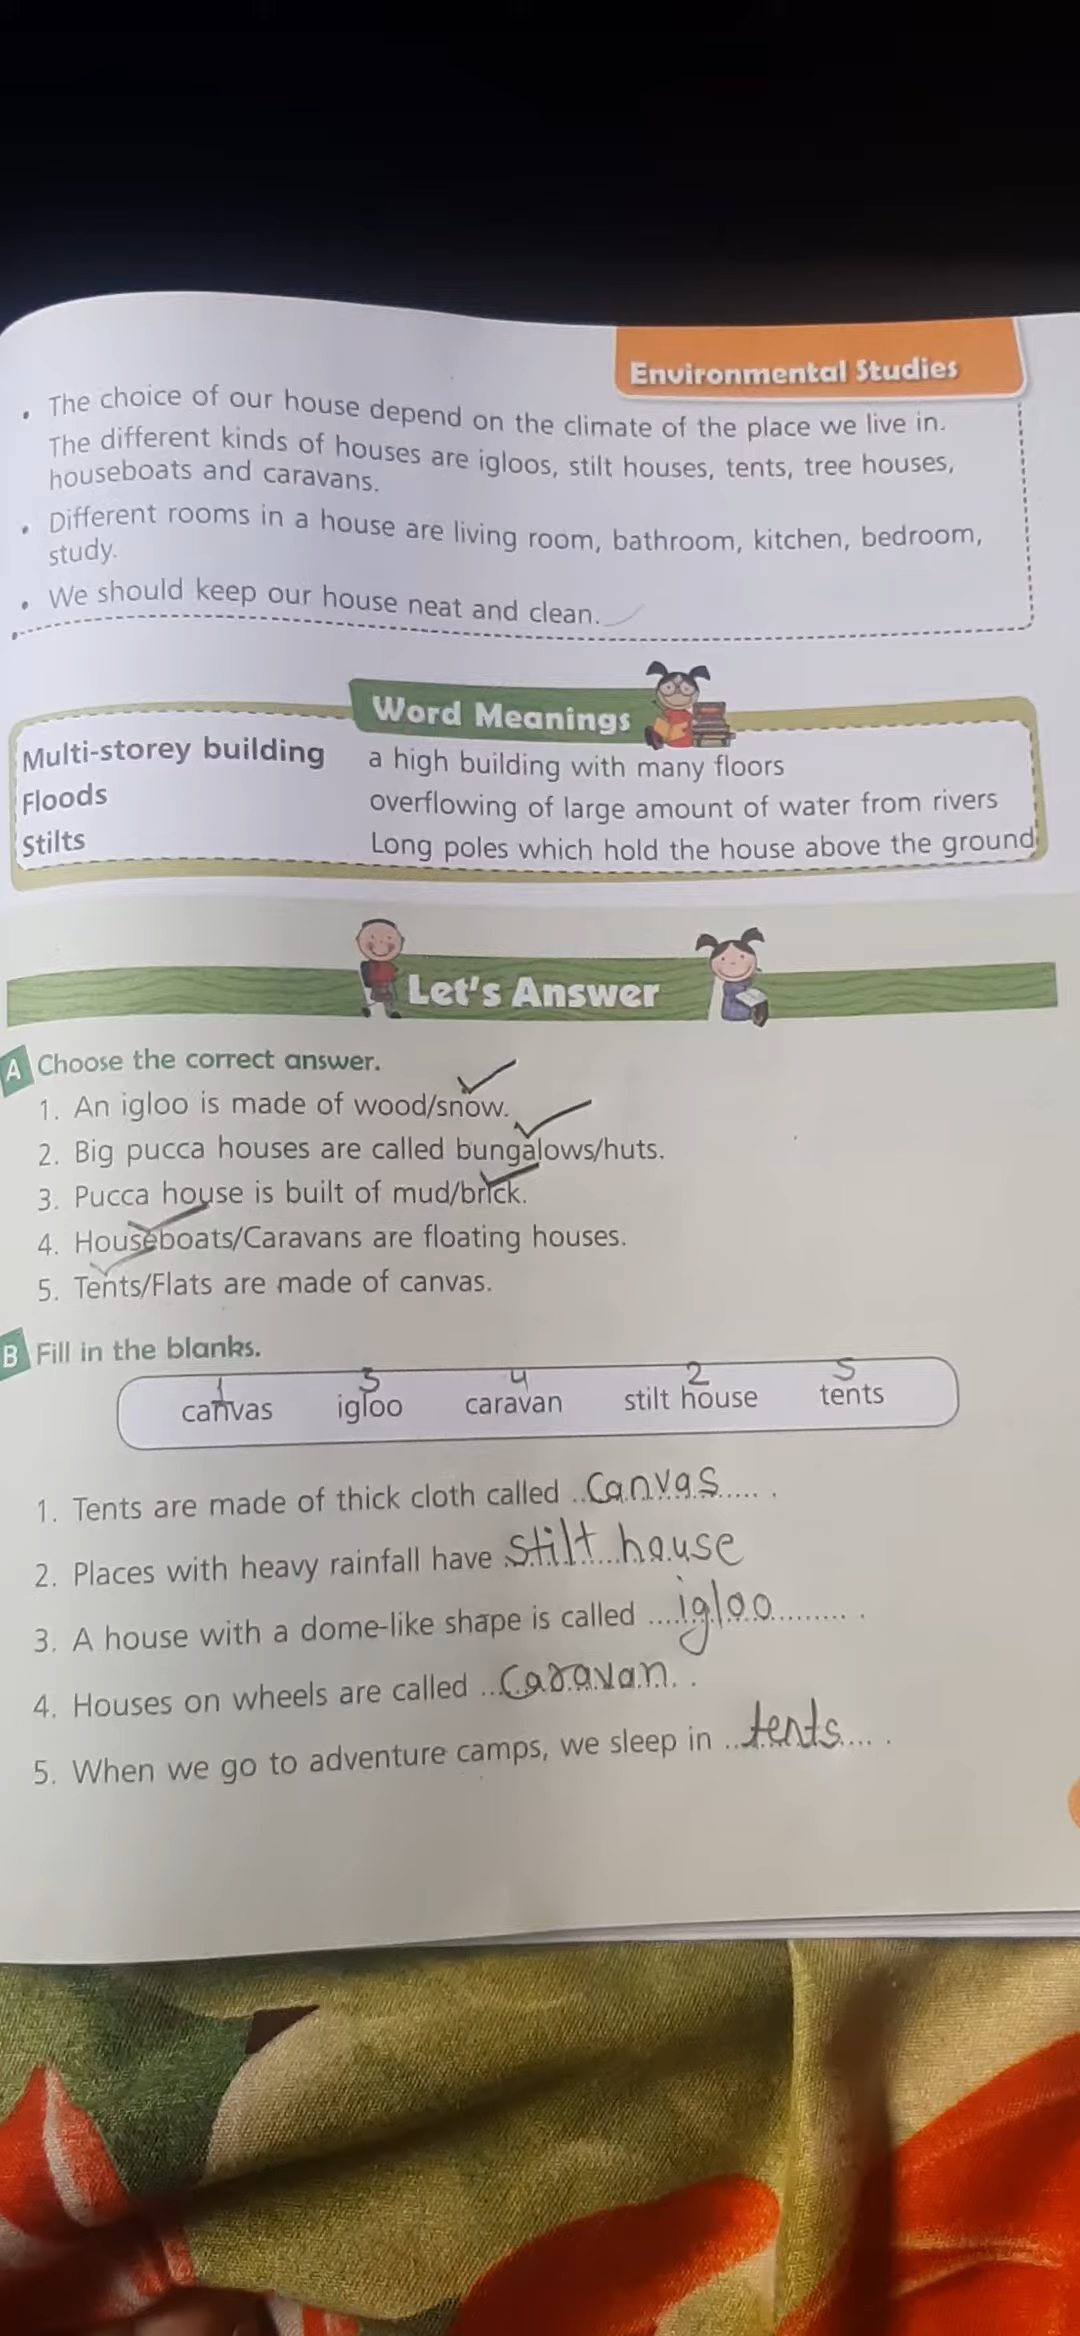 Environmental Studies
• The choice of our house depend on the climate of the place we live in.
The different kinds of houses are igloos, stilt houses, tents, tree houses,
houseboats and caravans.
• Different rooms in a house are living room, bathroom, kitchen, bedroom,
study.
• We should keep our house neat and clean.
Word Meanings
Multi-storey building a high building with many floors
Floods overflowing of large amount of water from rivers
Stilts Long poles which hold the house above the ground
Let's Answer
A Choose the correct answer.
1. An igloo is made of wood/snow.
2. Big pucca houses are called bungalows/huts.
3. Pucca house is built of mud/brick.
4. Houseboats/Caravans are floating houses.
5. Tents/Flats are made of canvas.
B Fill in the blanks.
1 3 4 2 5
canvas igloo caravan stilt house tents
1. Tents are made of thick cloth called ..canvas..... .
2. Places with heavy rainfall have stilt house
3. A house with a dome-like shape is called ....igloo......... .
4. Houses on wheels are called ...caravan. .
5. When we go to adventure camps, we sleep in ..tents.... .